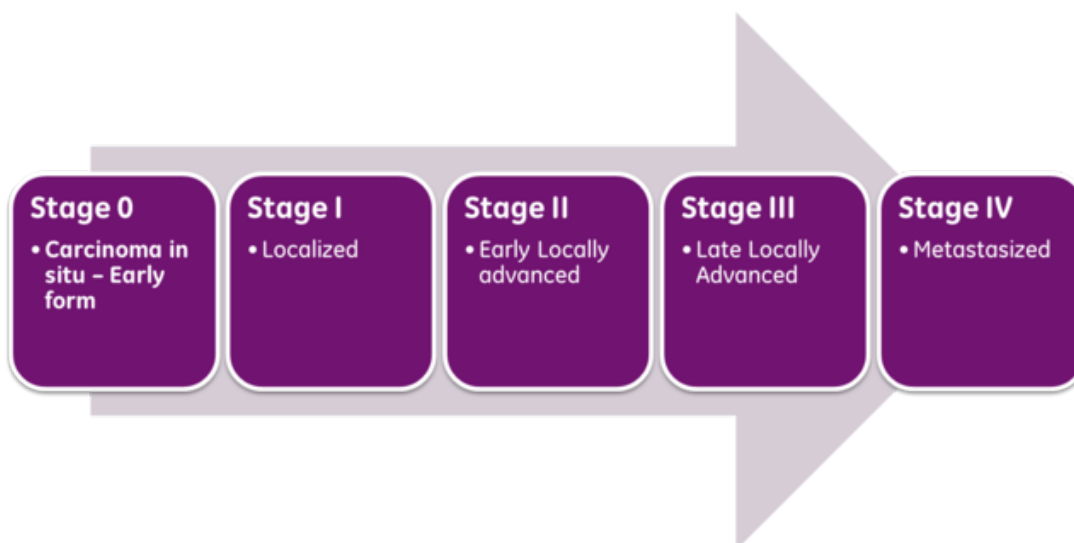 Stage 0
• Carcinoma in
situ – Early
form
Stage I
• Localized
Stage II
• Early Locally
advanced
Stage III
• Late Locally
Advanced
Stage IV
• Metastasized